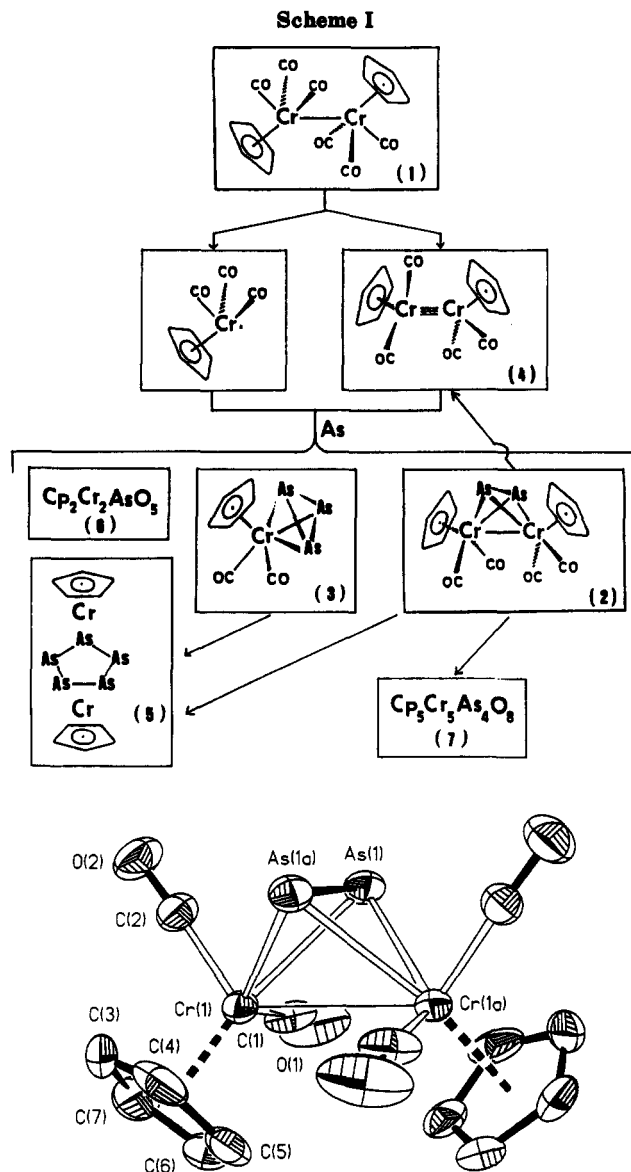 Scheme I
CO
CO CO
Cr Cr
OC CO
CO
(1)
CO
CO CO
Cr.
CO
Cr≡Cr
OC OC CO
(4)
As
Cp2Cr2AsO5
(6)
As
As
Cr As
OC CO
(3)
As As
Cr Cr
CO OC
OC CO
(2)
Cr
As
As As
As As
Cr
(5)
Cp5Cr5As4O8
(7)
O(2) As(1a) As(1)
C(2)
Cr(1) Cr(1a)
C(3) C(4) C(1) O(1)
C(7)
C(6) C(5)